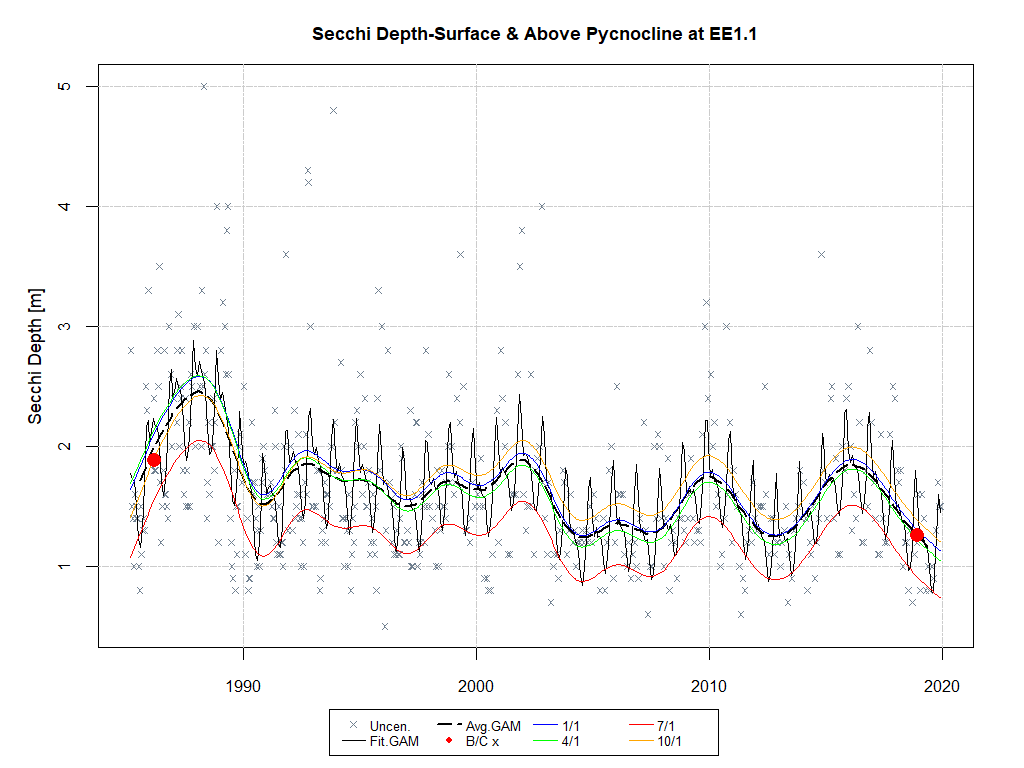 Secchi Depth-Surface & Above Pycnocline at EE1.1
Secchi Depth [m]
5
4
3
2
1
1990 2000 2010 2020
Uncen. Avg.GAM 1/1 7/1
Fit.GAM B/C x 4/1 10/1